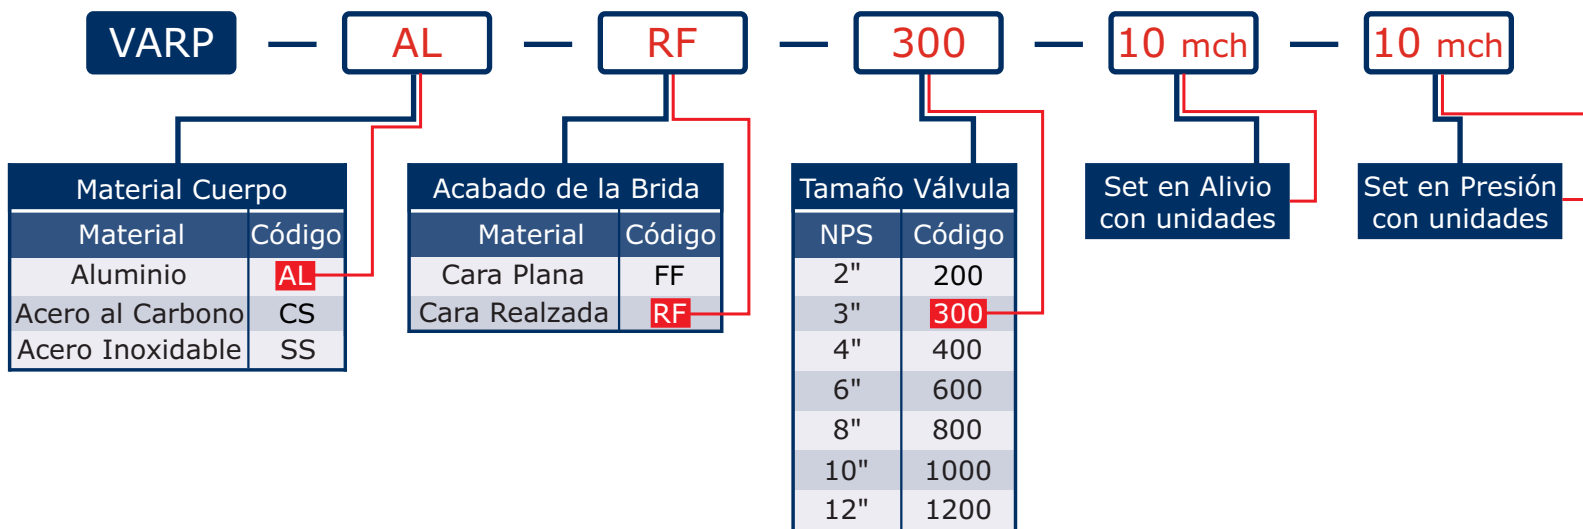 VARP — AL — RF — 300 — 10 mch — 10 mch
Material Cuerpo
Material Código
Aluminio AL
Acero al Carbono CS
Acero Inoxidable SS
Acabado de la Brida
Material Código
Cara Plana FF
Cara Realzada RF
Tamaño Válvula
NPS Código
2" 200
3" 300
4" 400
6" 600
8" 800
10" 1000
12" 1200
Set en Alivio
con unidades
Set en Presión
con unidades